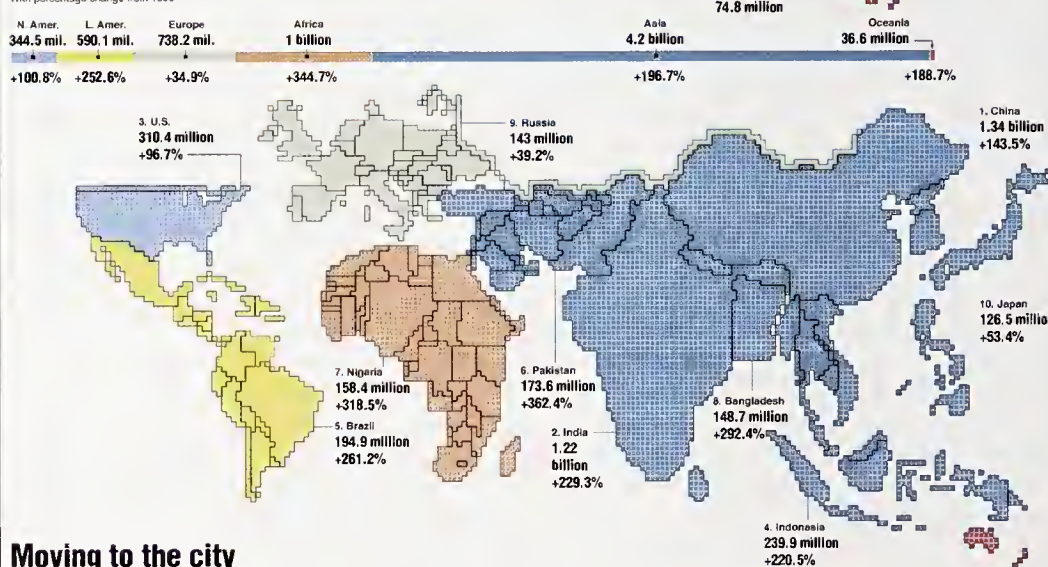 74.8 million
N. Amer. L. Amer. Europe Africa Asia Oceania
344.5 mil. 590.1 mil. 738.2 mil. 1 billion 4.2 billion 36.6 million
+100.8% +252.6% +34.9% +344.7% +196.7% +188.7%
3. U.S.
310.4 million
+96.7%
9. Russia
143 million
+39.2%
1. China
1.34 billion
+143.5%
10. Japan
126.5 millio
+53.4%
7. Nigeria
158.4 million
+318.5%
6. Pakistan
173.6 million
+362.4%
5. Brazil
194.9 million
+261.2%
2. India
1.22
billion
+229.3%
8. Bangladesh
148.7 million
+292.4%
4. Indonesia
239.9 million
+220.5%
Moving to the city